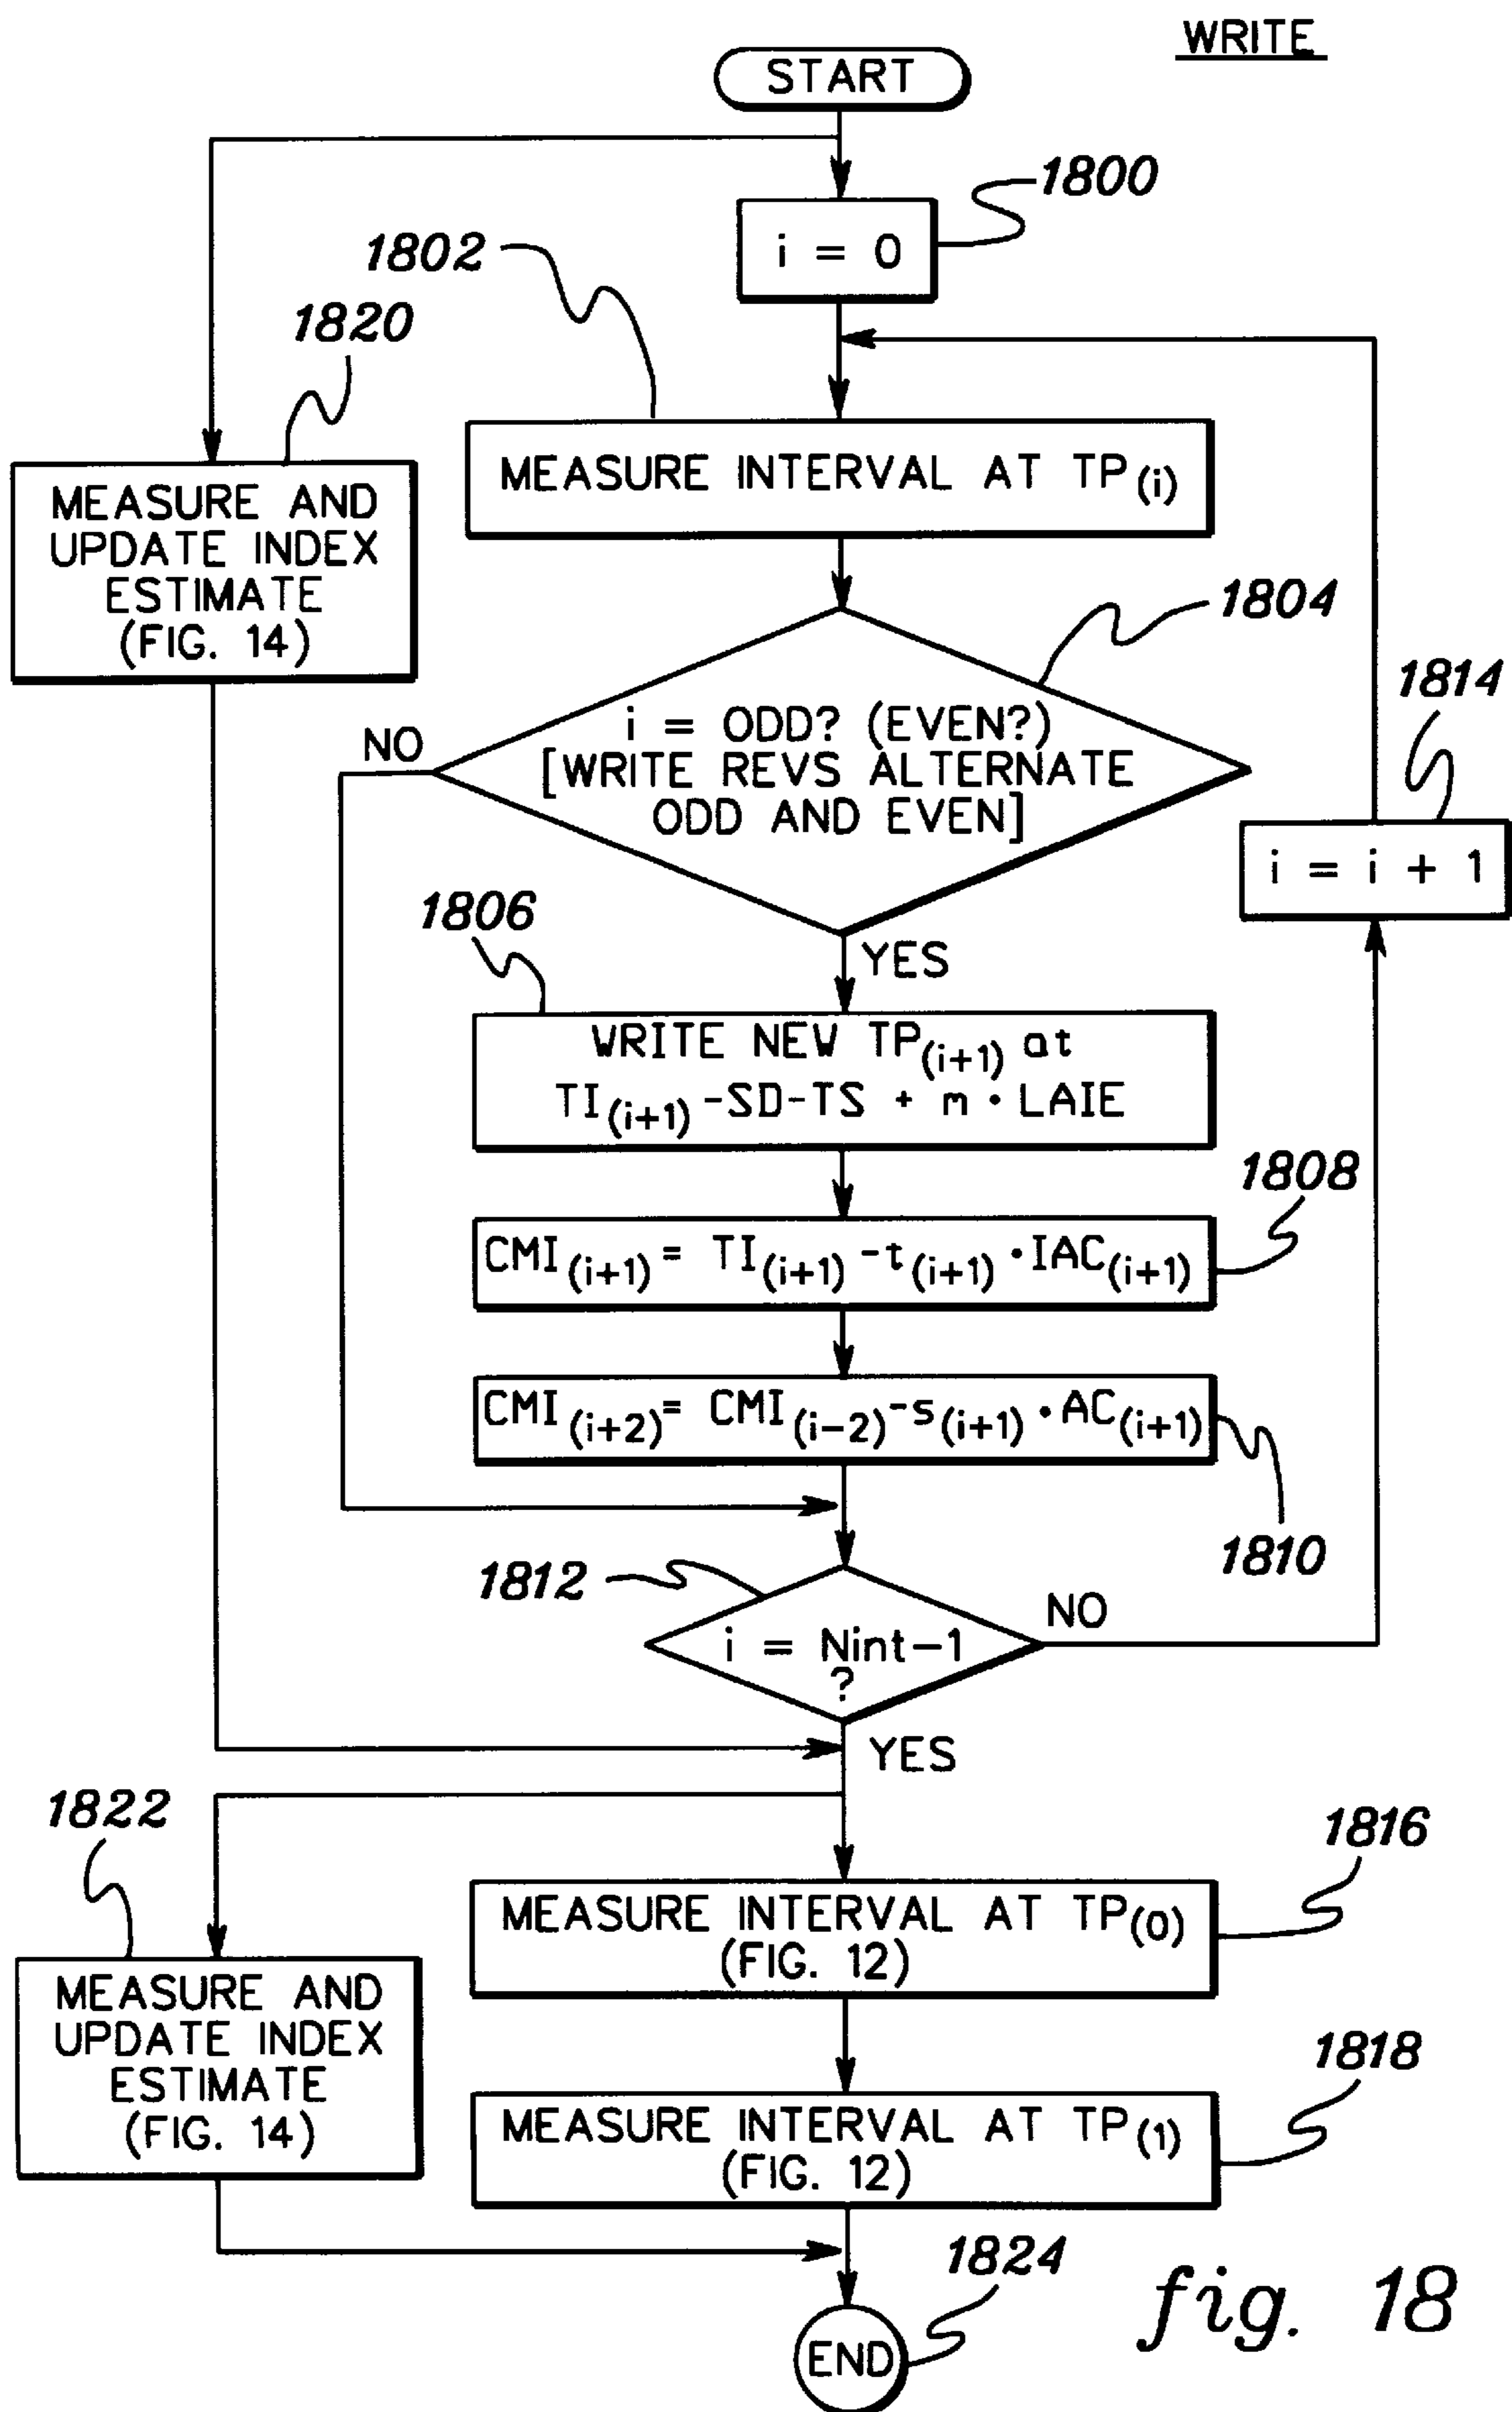 WRITE
START
1800
i = 0
1802
1820
MEASURE INTERVAL AT TP(i)
MEASURE AND
UPDATE INDEX
ESTIMATE
(FIG. 14)
1804
i = ODD? (EVEN?)
[WRITE REVS ALTERNATE
ODD AND EVEN]
NO
1814
i = i + 1
1806
YES
WRITE NEW TP(i+1) at
TI(i+1) -SD-TS + m • LAIE
1808
CMI(i+1) = TI(i+1) -t(i+1) • IAC(i+1)
CMI(i+2) = CMI(i-2) -s(i+1) • AC(i+1)
1810
1812
NO
i = Nint-1
?
YES
1822
1816
MEASURE INTERVAL AT TP(0)
(FIG. 12)
MEASURE AND
UPDATE INDEX
ESTIMATE
(FIG. 14)
1818
MEASURE INTERVAL AT TP(1)
(FIG. 12)
1824
END
fig. 18